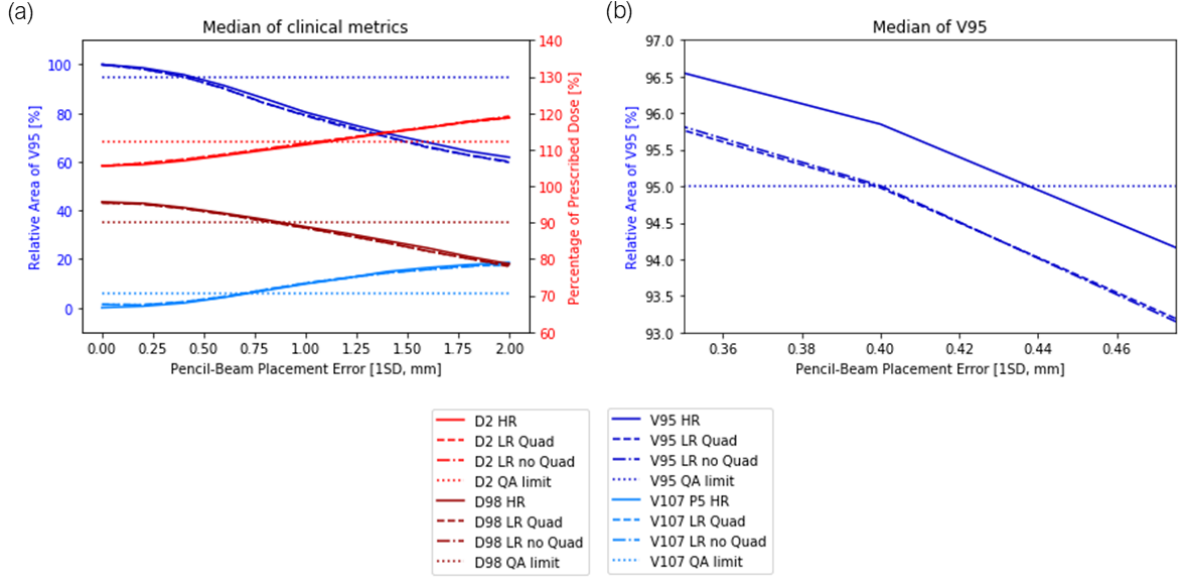 (a)
Median of clinical metrics
Relative Area of V95 [%]
100
80
60
40
20
0
140
130
120
110
100
90
80
70
60
Percentage of Prescribed Dose [%]
0.00 0.25 0.50 0.75 1.00 1.25 1.50 1.75 2.00
Pencil-Beam Placement Error [1SD, mm]
(b)
Median of V95
Relative Area of V95 [%]
97.0
96.5
96.0
95.5
95.0
94.5
94.0
93.5
93.0
0.36 0.38 0.40 0.42 0.44 0.46
Pencil-Beam Placement Error [1SD, mm]
D2 HR
D2 LR Quad
D2 LR no Quad
D2 QA limit
D98 HR
D98 LR Quad
D98 LR no Quad
D98 QA limit
V95 HR
V95 LR Quad
V95 LR no Quad
V95 QA limit
V107 P5 HR
V107 LR Quad
V107 LR no Quad
V107 QA limit